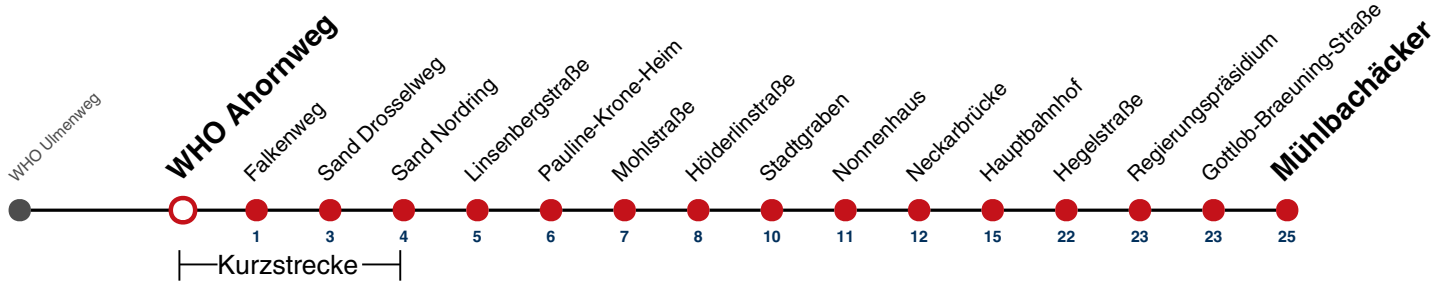 WHO Ulmenweg
WHO Ahornweg
Falkenweg
Sand Drosselweg
Sand Nordring
Linsenbergstraße
Pauline-Krone-Heim
Mohlstraße
Hölderlinstraße
Stadtgraben
Nonnenhaus
Neckarbrücke
Hauptbahnhof
Hegelstraße
Regierungspräsidium
Gottlob-Braeuning-Straße
Mühlbachäcker
1 3 4 5 6 7 8 10 11 12 15 22 23 23 25
Kurzstrecke